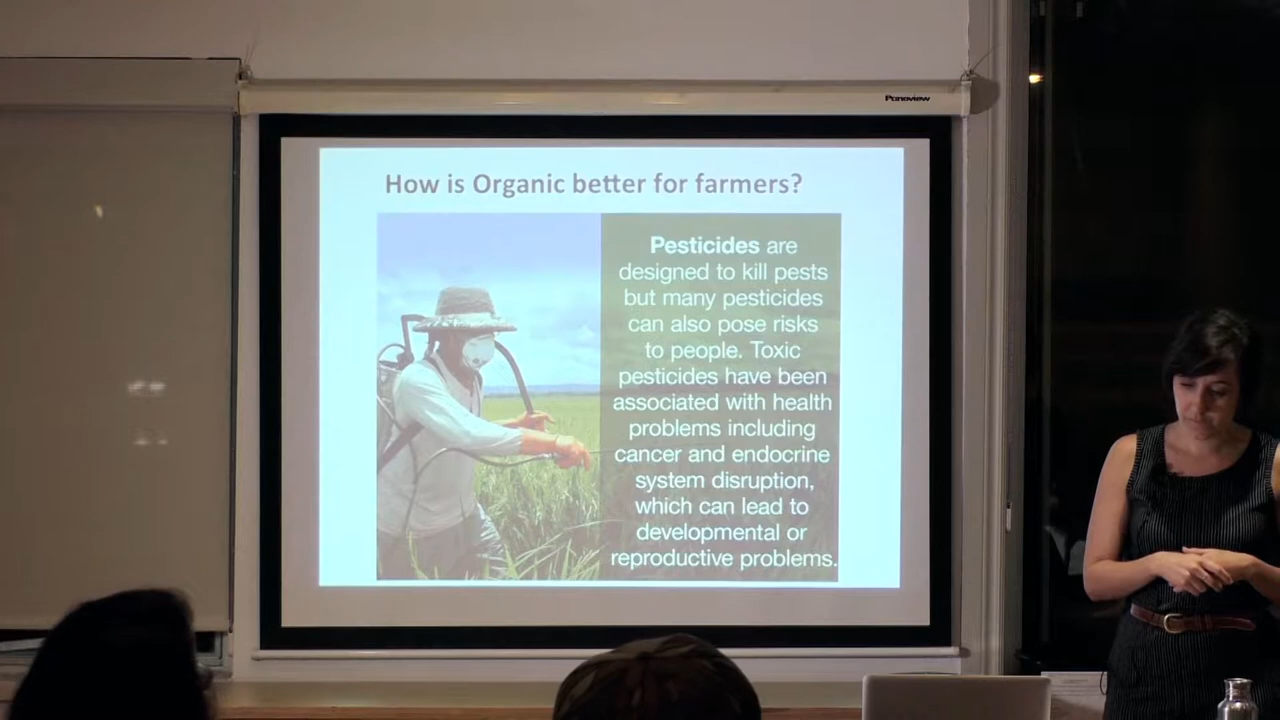 Panoview
How is Organic better for farmers?
Pesticides are
designed to kill pests
but many pesticides
can also pose risks
to people. Toxic
pesticides have been
associated with health
problems including
cancer and endocrine
system disruption,
which can lead to
developmental or
reproductive problems.